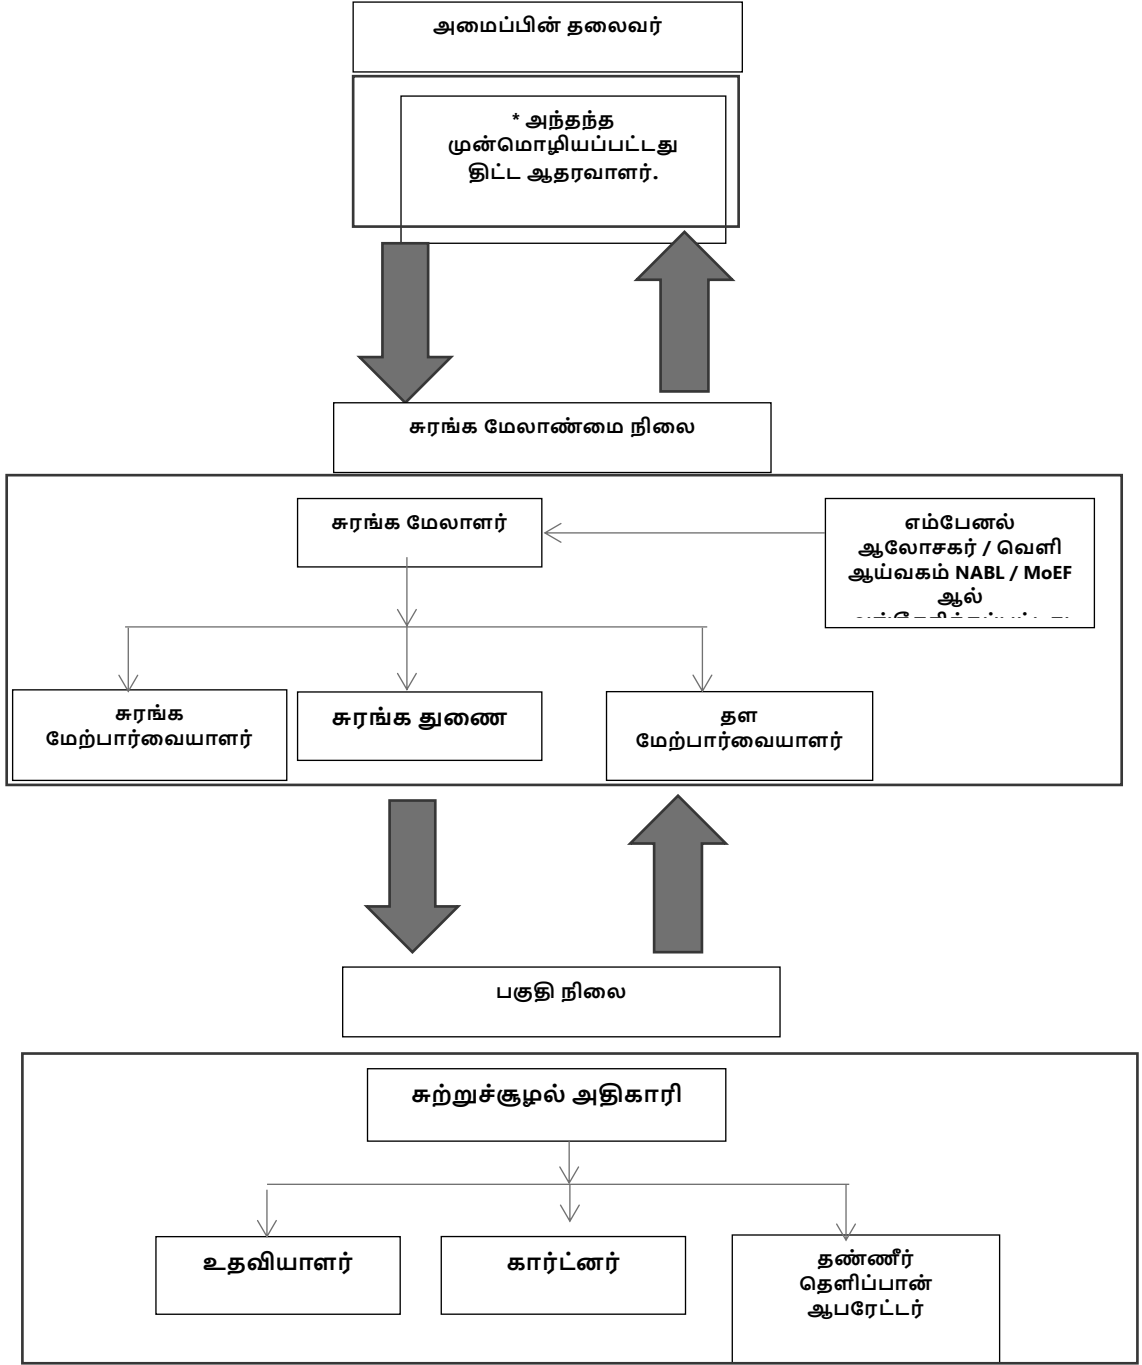 அமைப்பின் தலைவர்
* அந்தந்த
முன்மொழியப்பட்டது
திட்ட ஆதரவாளர்.
சுரங்க மேலாண்மை நிலை
சுரங்க மேலாளர்
எம்பேனல்
ஆலோசகர் / வெளி
ஆய்வகம் NABL / MoEF
ஆல்
சுரங்க
மேற்பார்வையாளர்
சுரங்க துணை
தள
மேற்பார்வையாளர்
பகுதி நிலை
சுற்றுச்சூழல் அதிகாரி
உதவியாளர்
கார்ட்னர்
தண்ணீர்
தெளிப்பான்
ஆபரேட்டர்